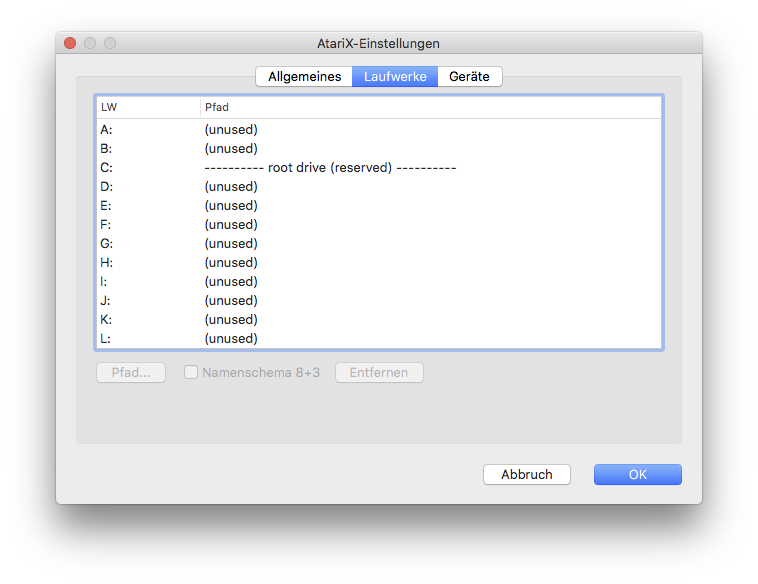 AtariX-Einstellungen
Allgemeines Laufwerke Geräte
LW Pfad
A: (unused)
B: (unused)
C: ---------- root drive (reserved) ----------
D: (unused)
E: (unused)
F: (unused)
G: (unused)
H: (unused)
I: (unused)
J: (unused)
K: (unused)
L: (unused)
Pfad... Namenschema 8+3 Entfernen
Abbruch OK